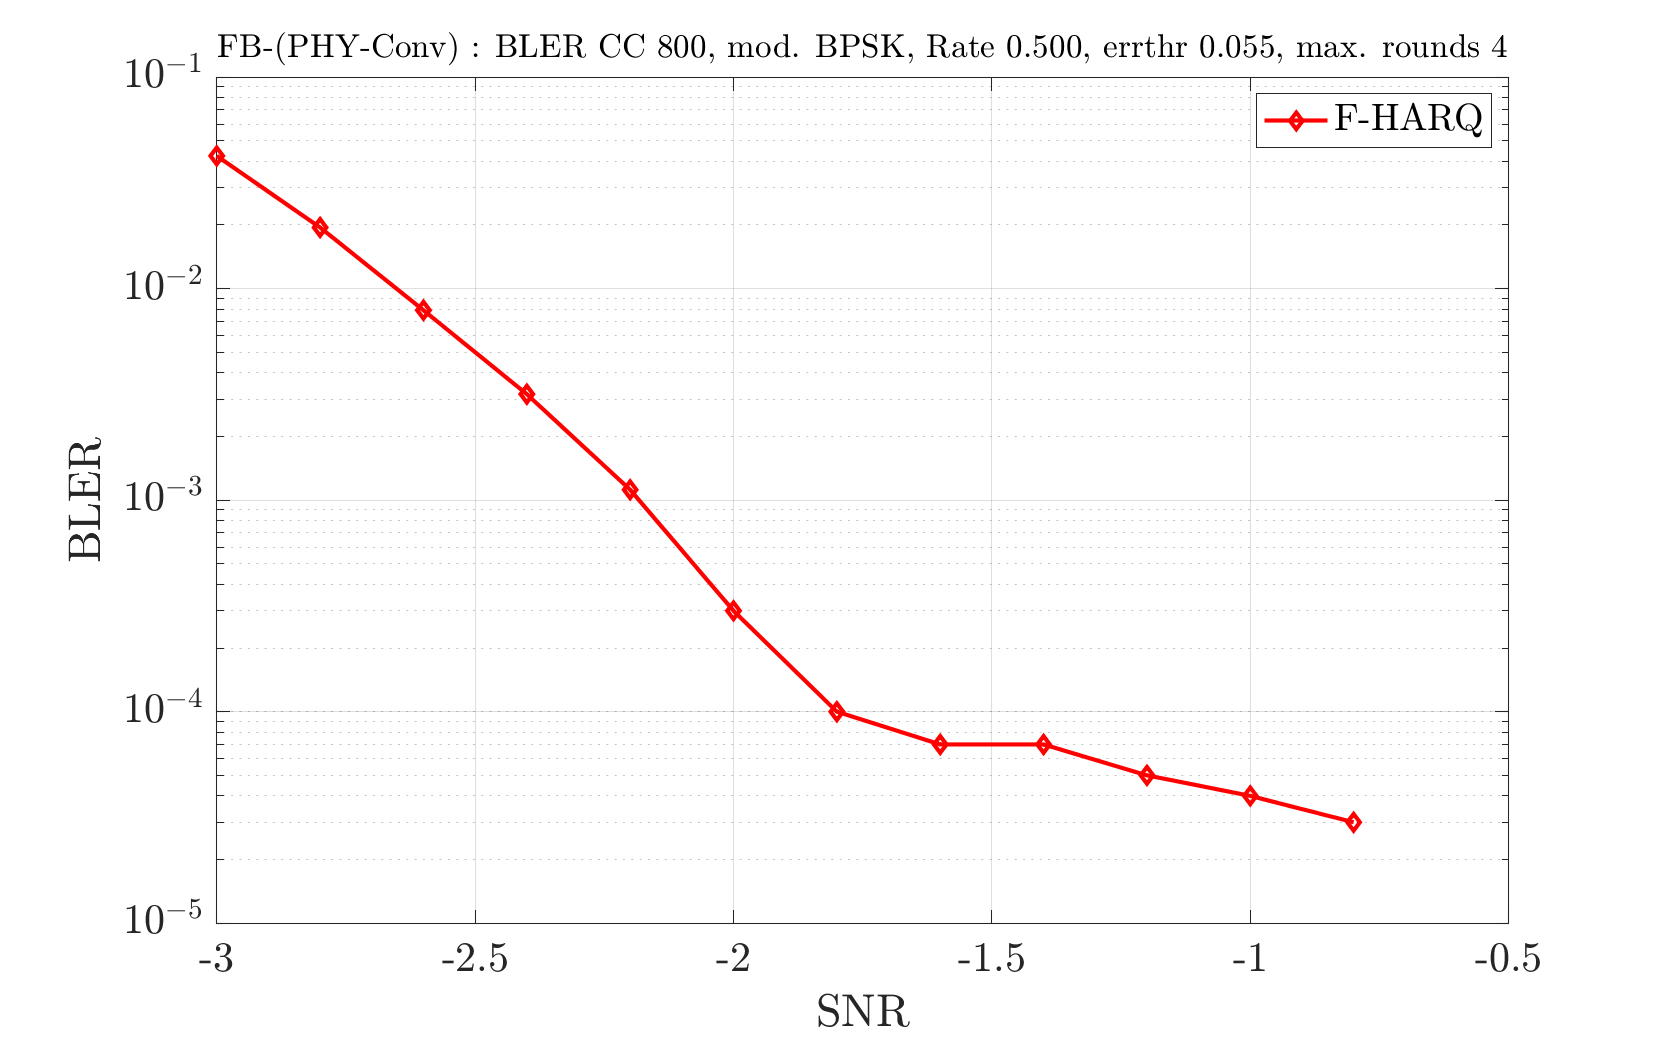 FB-(PHY-Conv) : BLER CC 800, mod. BPSK, Rate 0.500, errthr 0.055, max. rounds 4
F-HARQ
10⁻¹
10⁻²
10⁻³
10⁻⁴
10⁻⁵
BLER
-3 -2.5 -2 -1.5 -1 -0.5
SNR